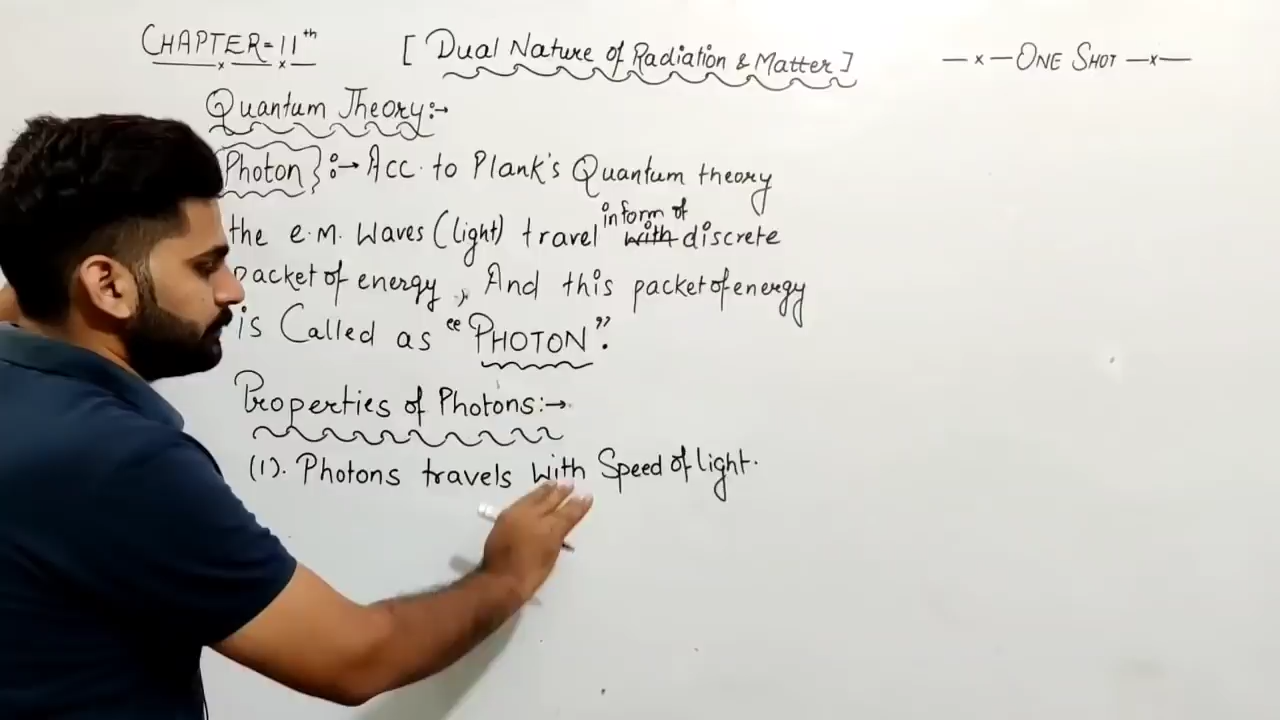 CHAPTER-11th [Dual Nature of Radiation & Matter] —x—ONE SHOT—x—
Quantum Theory:→
Photon} :→ Acc. to Plank's Quantum theory
the e.m. waves (light) travel in form of with discrete
packet of energy, And this packet of energy
is Called as "PHOTON".
Properties of Photons:→
(1). Photons travels with Speed of light.